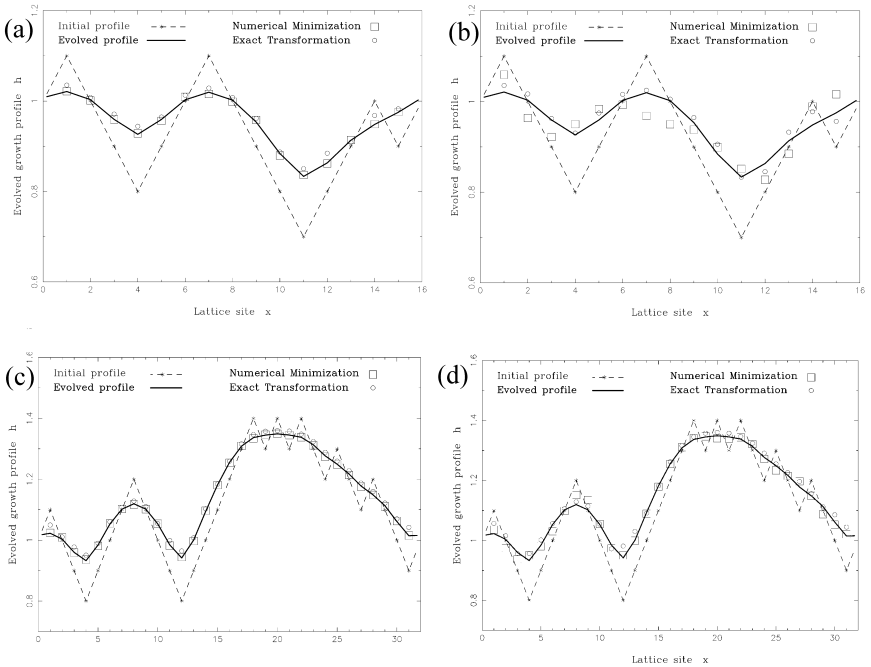 (a)
Initial profile
Numerical Minimization
Evolved profile
Exact Transformation
Evolved growth profile h
1.2
1
0.8
0.6
0 2 4 6 8 10 12 14 16
Lattice site x
(b)
Initial profile
Numerical Minimization
Evolved profile
Exact Transformation
Evolved growth profile h
1.2
1
0.8
0.6
0 2 4 6 8 10 12 14 16
Lattice site x
(c)
Initial profile
Numerical Minimization
Evolved profile
Exact Transformation
Evolved growth profile h
1.6
1.4
1.2
1
0.8
0 5 10 15 20 25 30
(d)
Initial profile
Numerical Minimization
Evolved profile
Exact Transformation
Evolved growth profile h
1.6
1.4
1.2
1
0.8
0 5 10 15 20 25 30
Lattice site x